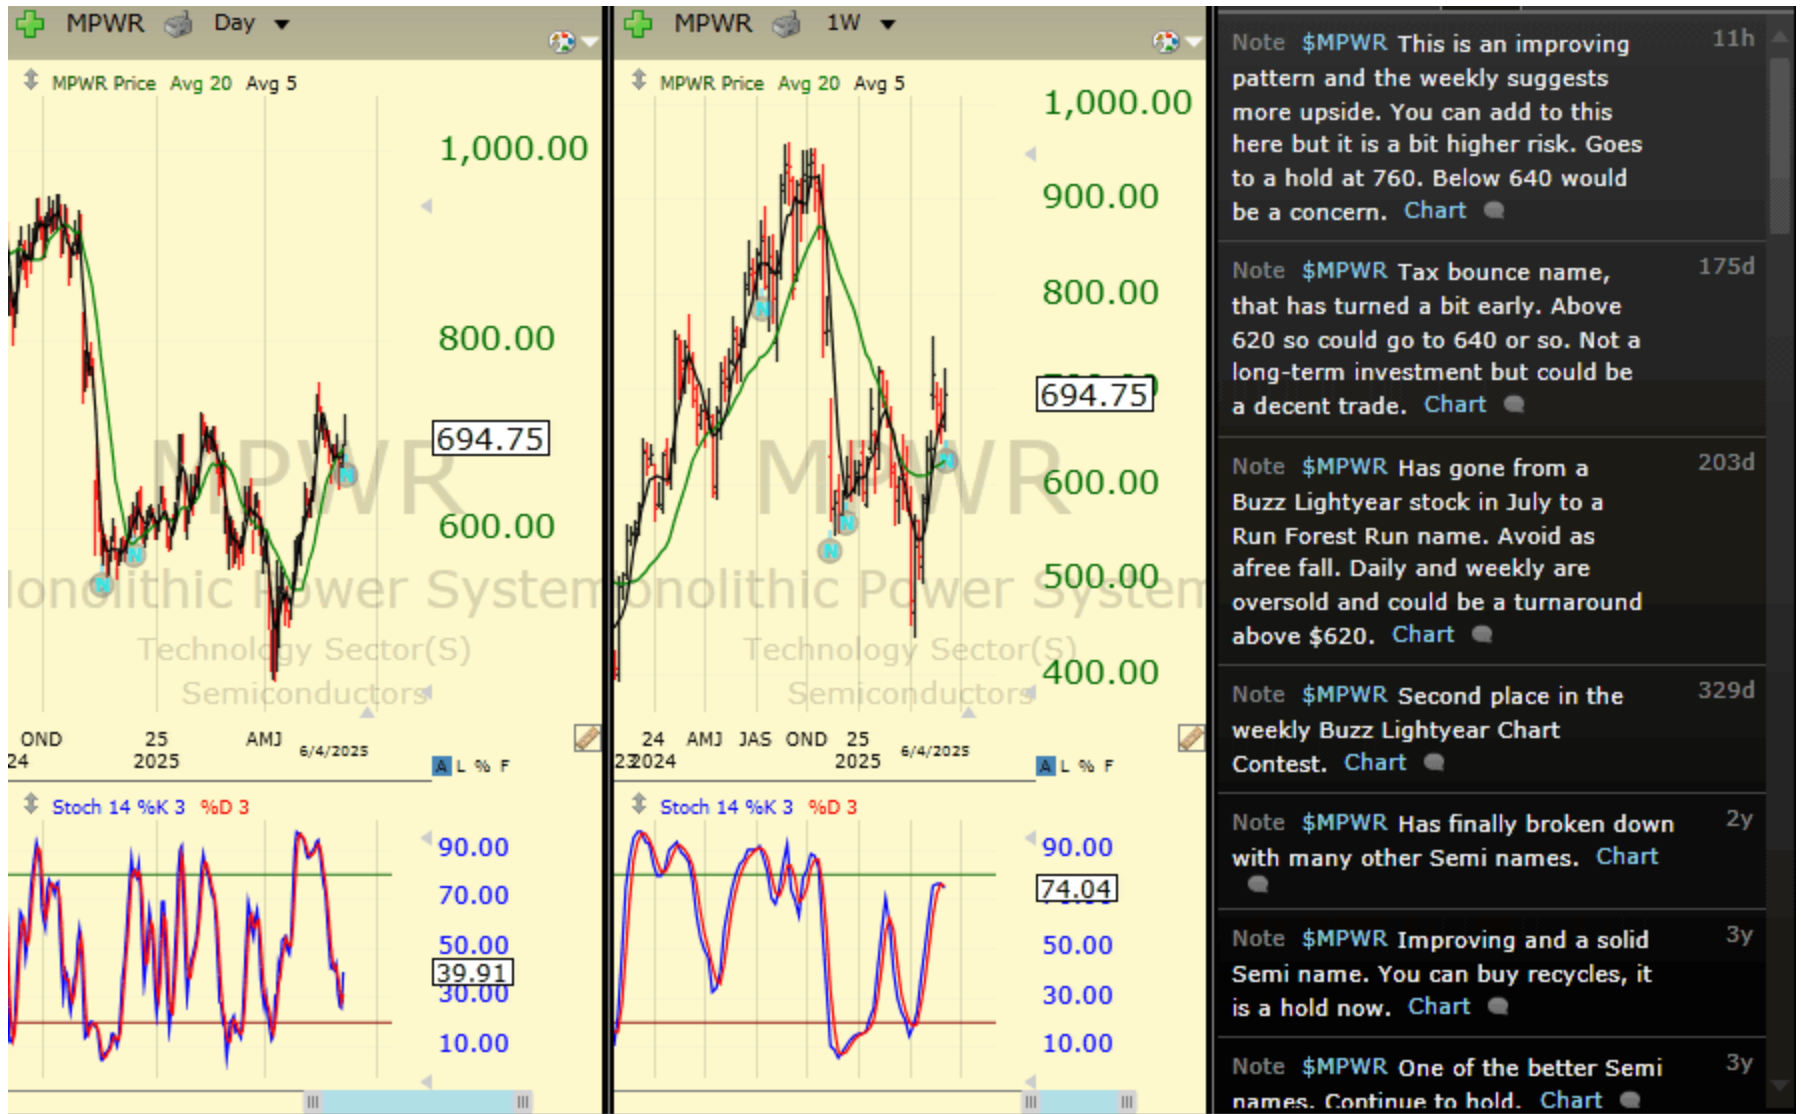 MPWR Day
MPWR Price Avg 20 Avg 5
1,000.00
800.00
694.75
600.00
MPWR
onolithic Power System
Technology Sector(S)
Semiconductors
OND 25 AMJ 6/4/2025
24 2025
A L % F
Stoch 14 %K 3 %D 3
90.00
70.00
50.00
39.91
30.00
10.00
N
N
N
MPWR 1W
MPWR Price Avg 20 Avg 5
1,000.00
900.00
800.00
694.75
600.00
500.00
400.00
MPWR
onolithic Power System
Technology Sector(S)
Semiconductors
24 AMJ JAS OND 25 6/4/2025
23 2024 2025
A L % F
Stoch 14 %K 3 %D 3
90.00
74.04
50.00
30.00
10.00
N
N
N
N
Note $MPWR This is an improving 11h
pattern and the weekly suggests
more upside. You can add to this
here but it is a bit higher risk. Goes
to a hold at 760. Below 640 would
be a concern. Chart
Note $MPWR Tax bounce name, 175d
that has turned a bit early. Above
620 so could go to 640 or so. Not a
long-term investment but could be
a decent trade. Chart
Note $MPWR Has gone from a 203d
Buzz Lightyear stock in July to a
Run Forest Run name. Avoid as
afree fall. Daily and weekly are
oversold and could be a turnaround
above $620. Chart
Note $MPWR Second place in the 329d
weekly Buzz Lightyear Chart
Contest. Chart
Note $MPWR Has finally broken down 2y
with many other Semi names. Chart
Note $MPWR Improving and a solid 3y
Semi name. You can buy recycles, it
is a hold now. Chart
Note $MPWR One of the better Semi 3y
names. Continue to hold. Chart